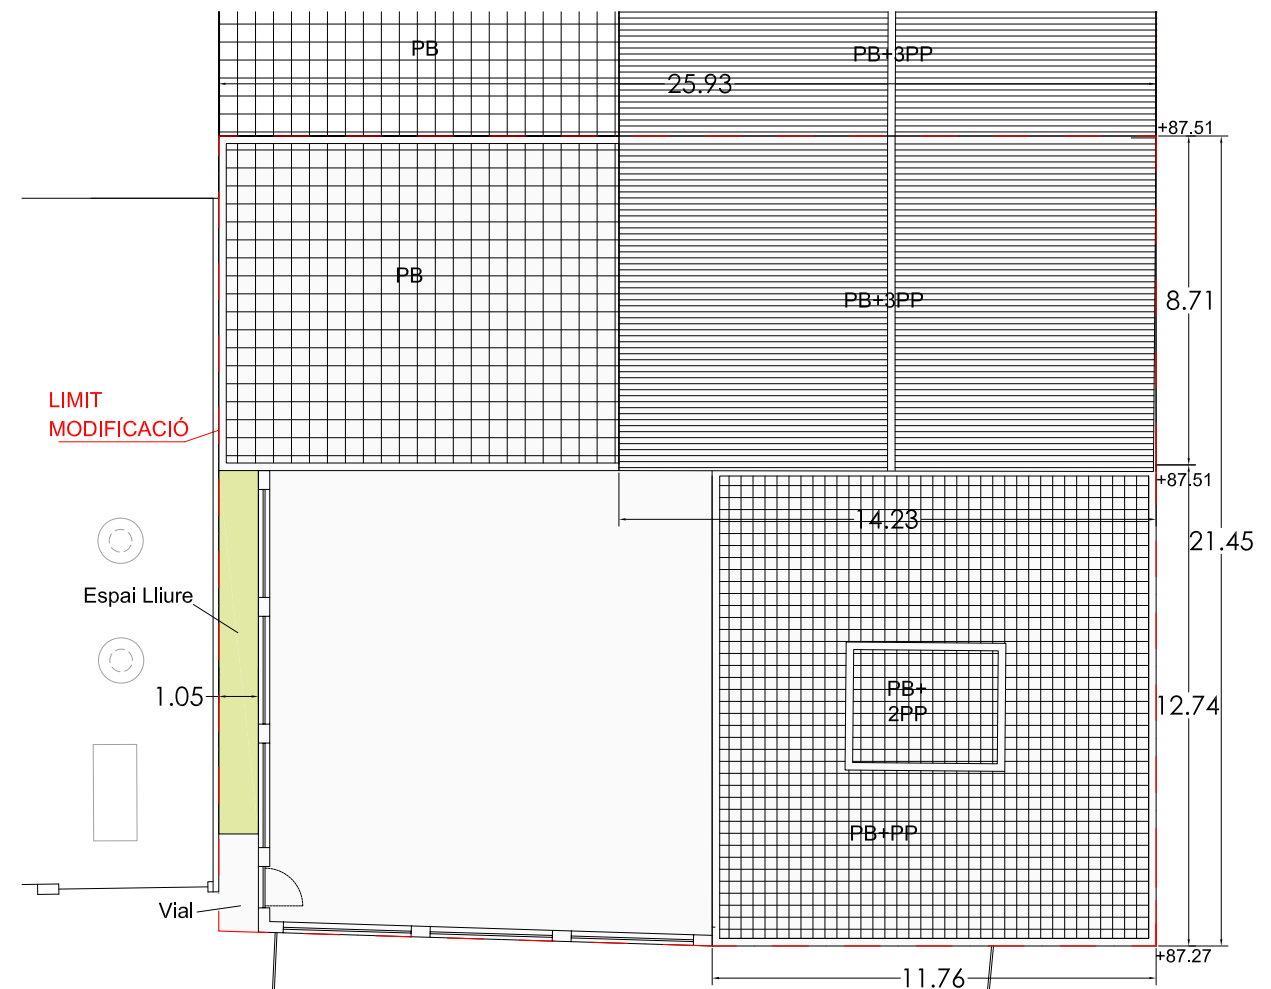 PB
PB+3PP
25.93
+87.51
PB
PB+3PP
8.71
LIMIT
MODIFICACIÓ
+87.51
14.23
21.45
Espai Lliure
1.05
PB+
2PP
12.74
PB+PP
Vial
+87.27
11.76